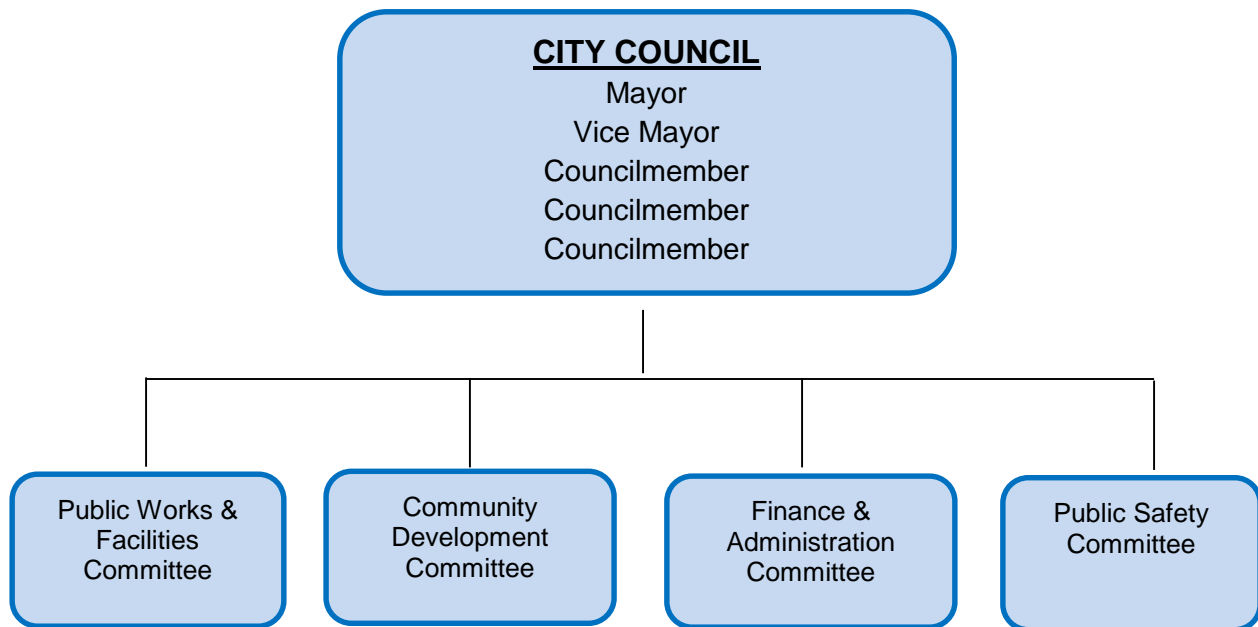 CITY COUNCIL
Mayor
Vice Mayor
Councilmember
Councilmember
Councilmember
Public Works &
Facilities
Committee
Community
Development
Committee
Finance &
Administration
Committee
Public Safety
Committee